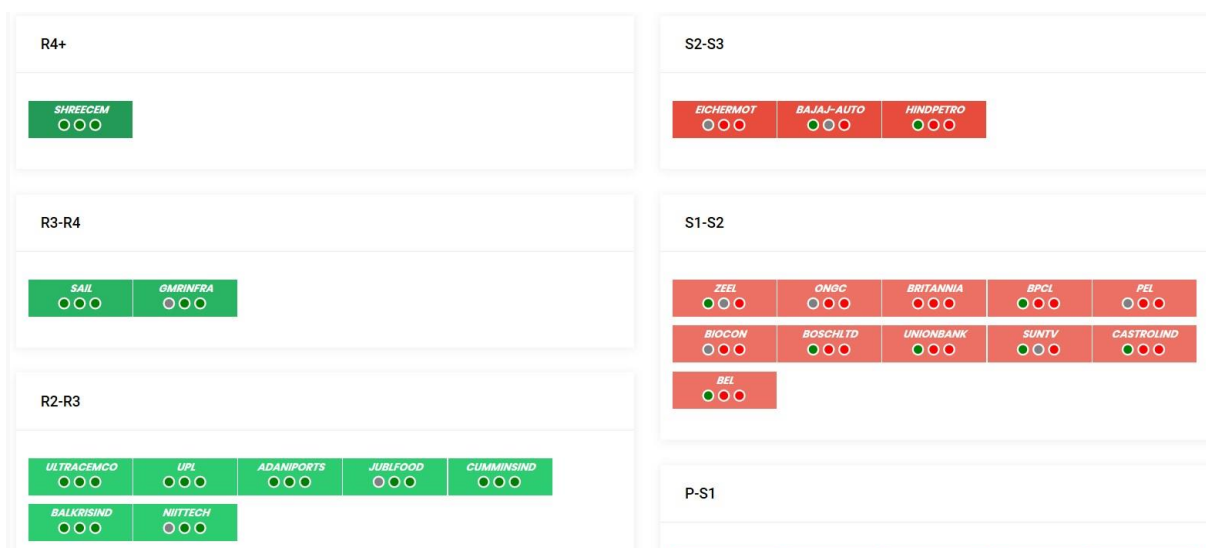 R4+
SHREECEM
R3-R4
SAIL GMRINFRA
R2-R3
ULTRACEMCO UPL ADANIPORTS JUBLFOOD CUMMINSIND
BALKRISIND NIITTECH
S2-S3
EICHERMOT BAJAJ-AUTO HINDPETRO
S1-S2
ZEEL ONGC BRITANNIA BPCL PEL
BIOCON BOSCHLTD UNIONBANK SUNTV CASTROLIND
BEL
P-S1